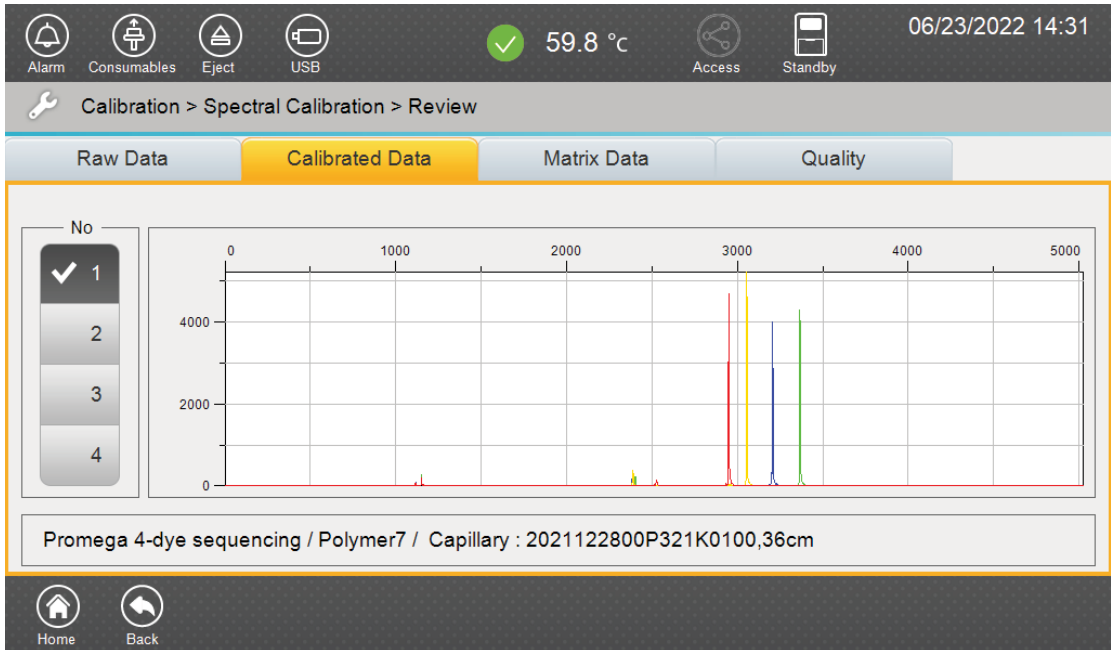 06/23/2022 14:31
59.8 °c
Alarm Consumables Eject USB Access Standby
Calibration > Spectral Calibration > Review
Raw Data Calibrated Data Matrix Data Quality
No
1
2
3
4
0 1000 2000 3000 4000 5000
4000
2000
0
Promega 4-dye sequencing / Polymer7 / Capillary : 2021122800P321K0100,36cm
Home Back